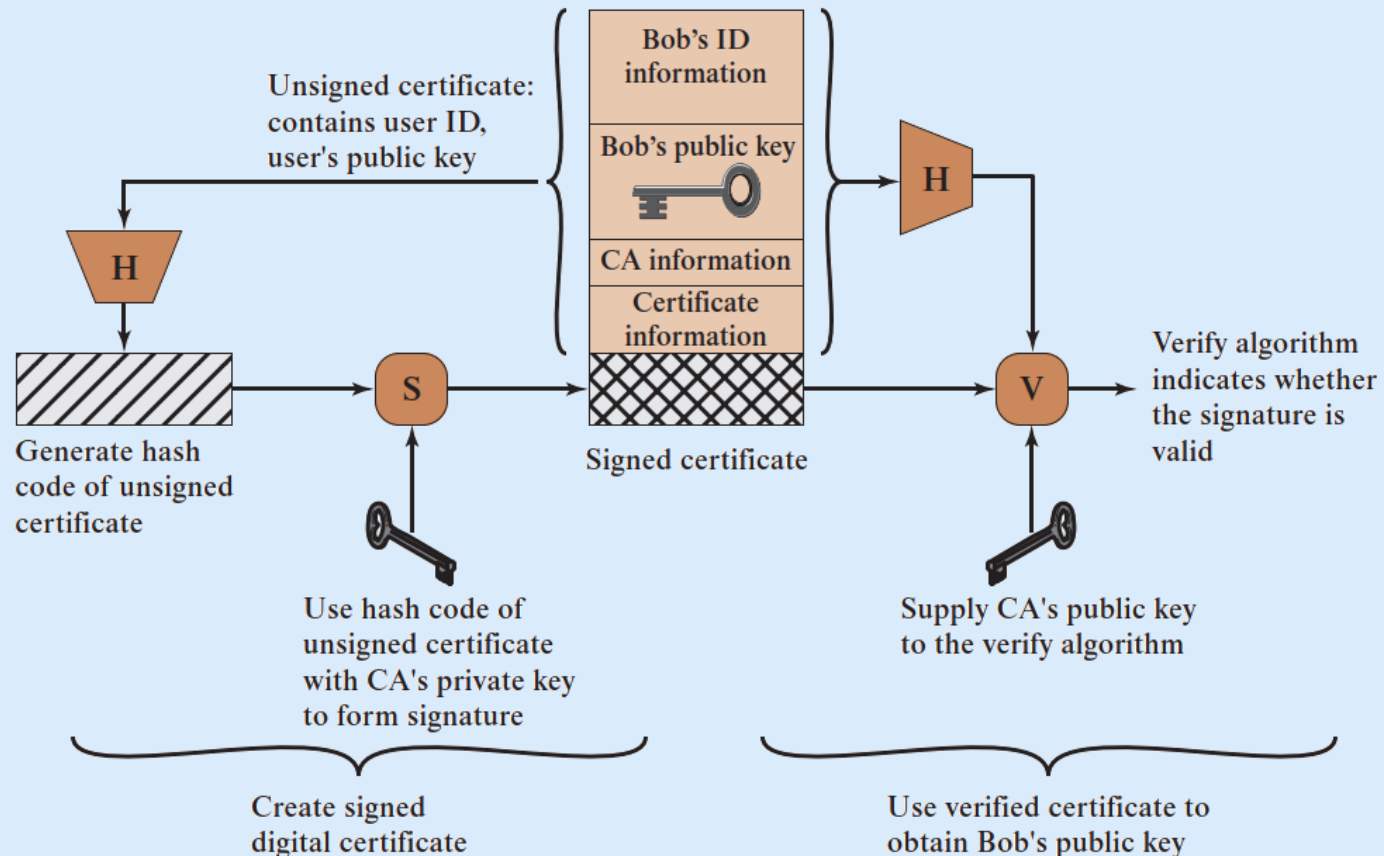 Bob’s ID
information
Unsigned certificate:
contains user ID,
user's public key
Bob’s public key
H
H
CA information
Certificate
information
S
V
Verify algorithm
indicates whether
the signature is
valid
Generate hash
code of unsigned
certificate
Signed certificate
Use hash code of
unsigned certificate
with CA's private key
to form signature
Supply CA's public key
to the verify algorithm
Create signed
digital certificate
Use verified certificate to
obtain Bob's public key